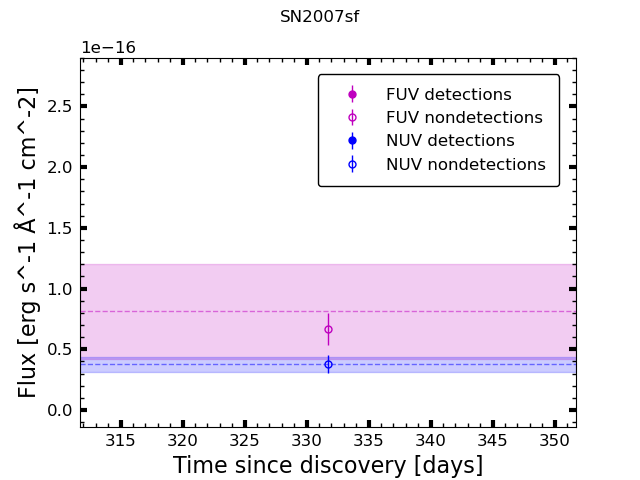 SN2007sf
1e−16
FUV detections
FUV nondetections
NUV detections
NUV nondetections
2.5
2.0
1.5
1.0
0.5
0.0
Flux [erg s^-1 Å^-1 cm^-2]
315 320 325 330 335 340 345 350
Time since discovery [days]